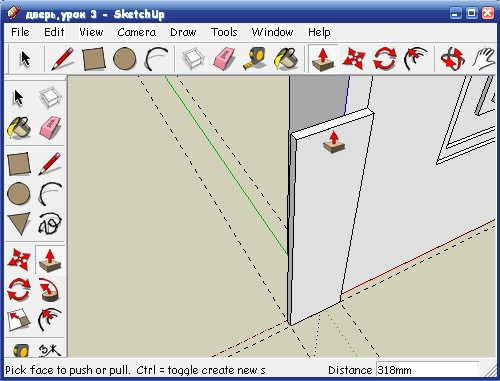 дверь,урок 3 - SketchUp
File Edit View Camera Draw Tools Window Help
Pick face to push or pull. Ctrl = toggle create new s
Distance 318mm